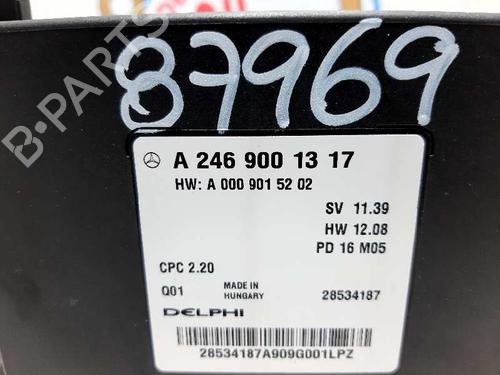 87969
A 246 900 13 17
HW: A 000 901 52 02
SV 11.39
HW 12.08
PD 16 M05
CPC 2.20
Q01
MADE IN
HUNGARY
28534187
DELPHI
28534187A909G001LPZ
B-PARTS